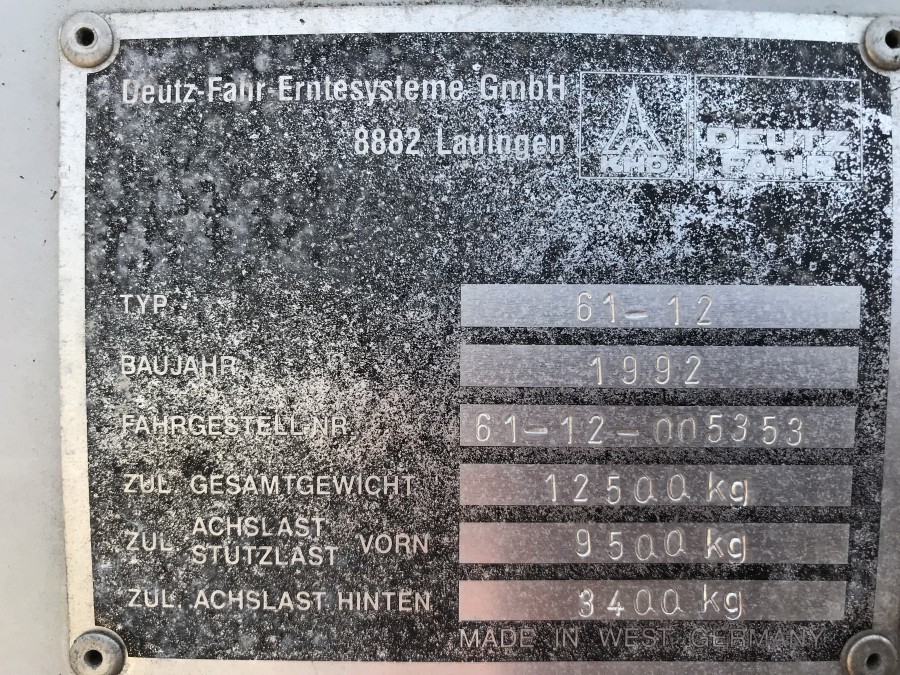 Deutz-Fahr Erntesysteme GmbH
8882 Lauingen
KHD
DEUTZ
FAHR
TYP 61-12
BAUJAHR 1992
FAHRGESTELL-NR. 61-12-005353
ZUL. GESAMTGEWICHT 12500 kg
ZUL. ACHSLAST STÜTZLAST VORN 9500 kg
ZUL. ACHSLAST HINTEN 3400 kg
MADE IN WEST GERMANY